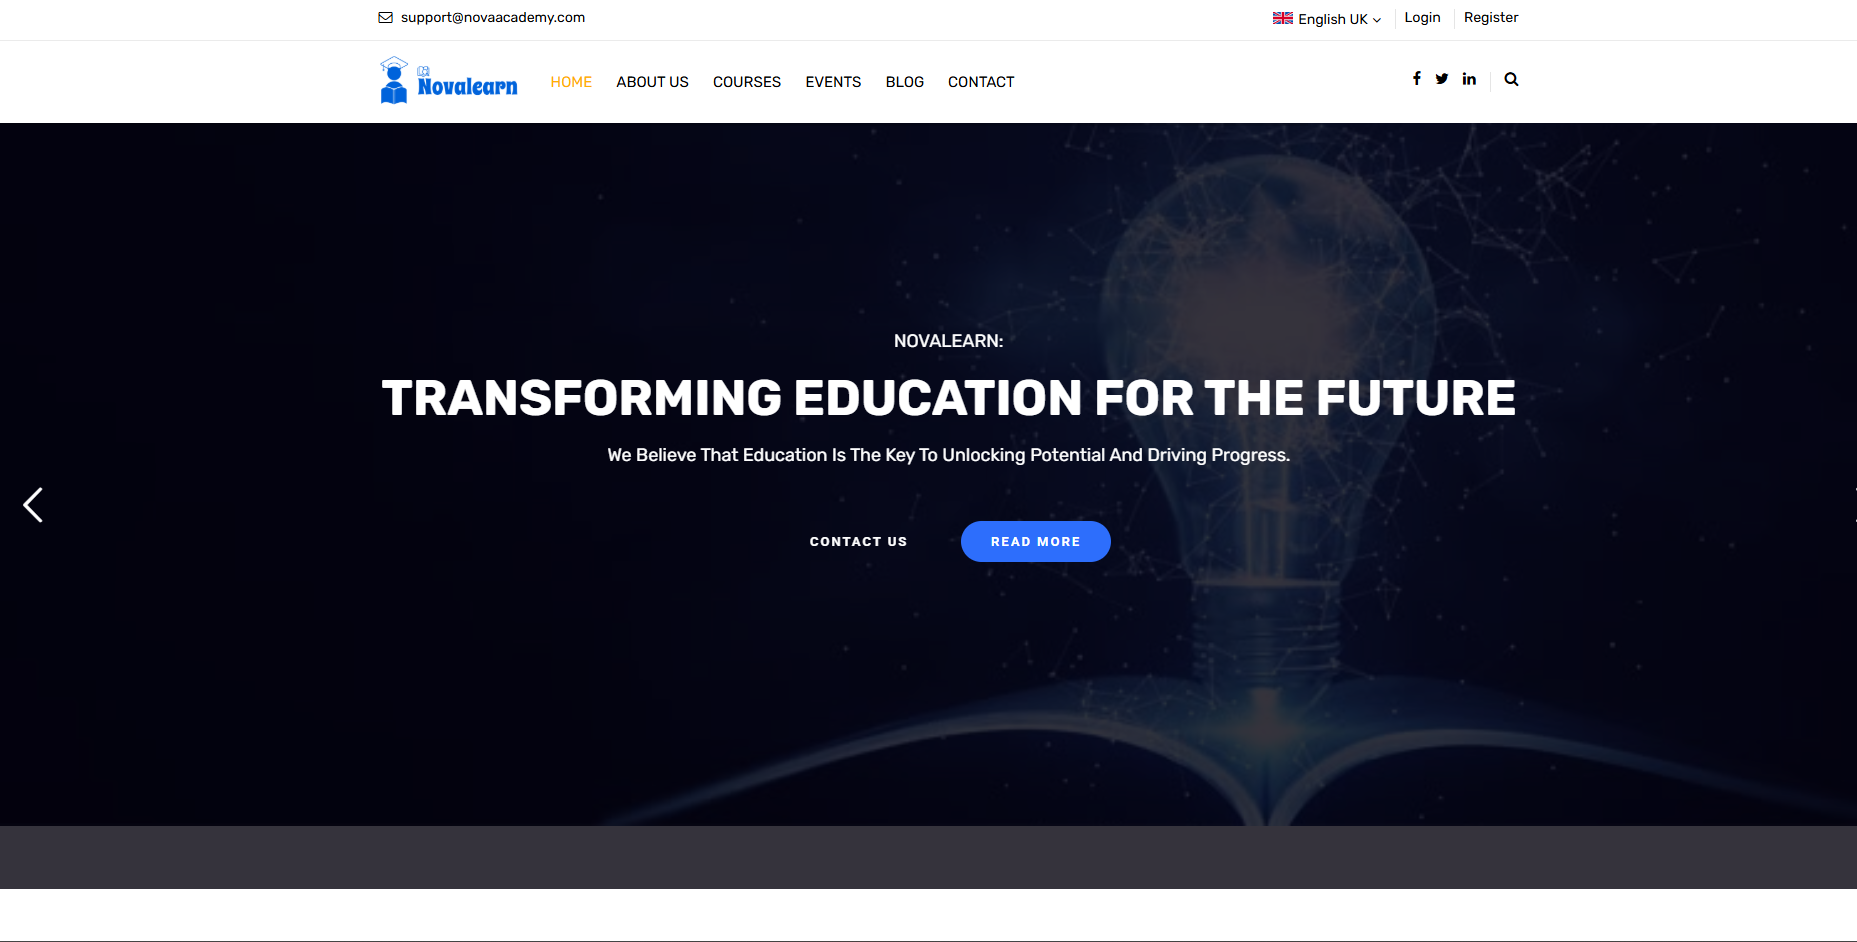 support@novaacademy.com
English UK
Login
Register
Novalearn
HOME
ABOUT US
COURSES
EVENTS
BLOG
CONTACT
NOVALEARN:
TRANSFORMING EDUCATION FOR THE FUTURE
We Believe That Education Is The Key To Unlocking Potential And Driving Progress.
CONTACT US
READ MORE